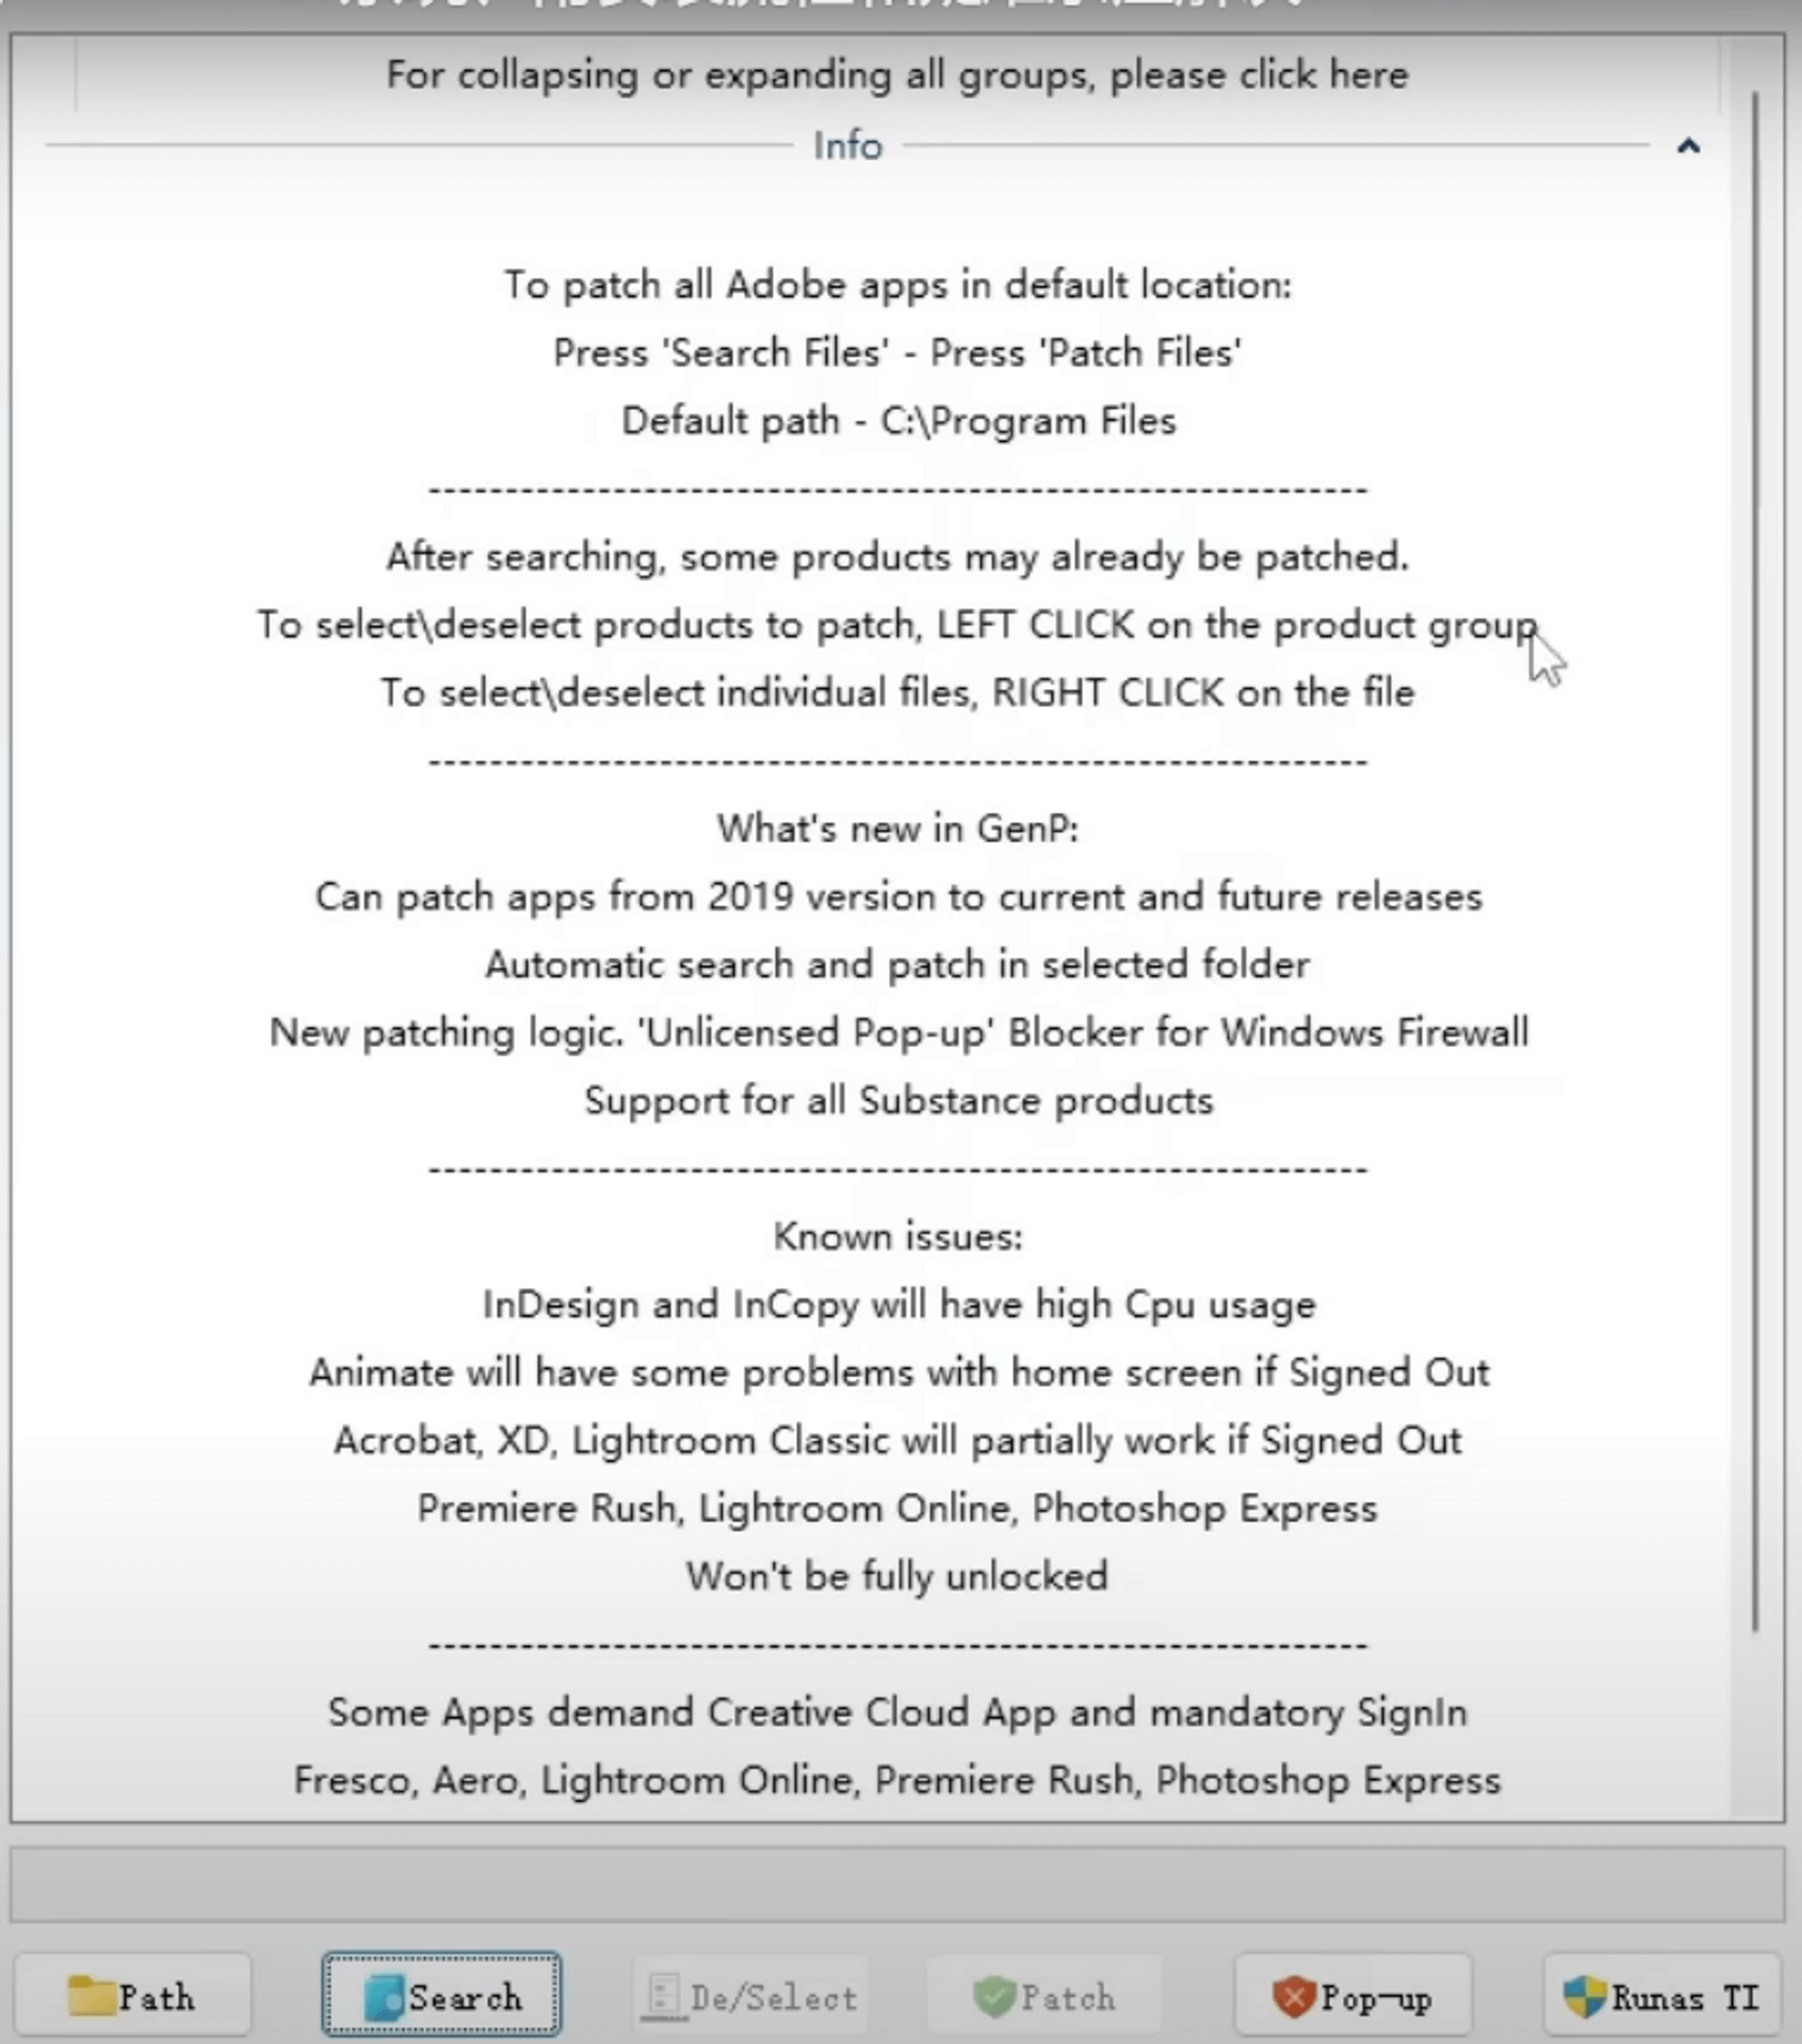 For collapsing or expanding all groups, please click here
Info
To patch all Adobe apps in default location:
Press 'Search Files' - Press 'Patch Files'
Default path - C:\Program Files
---------------------------------------------------------------
After searching, some products may already be patched.
To select\deselect products to patch, LEFT CLICK on the product group
To select\deselect individual files, RIGHT CLICK on the file
---------------------------------------------------------------
What's new in GenP:
Can patch apps from 2019 version to current and future releases
Automatic search and patch in selected folder
New patching logic. 'Unlicensed Pop-up' Blocker for Windows Firewall
Support for all Substance products
---------------------------------------------------------------
Known issues:
InDesign and InCopy will have high Cpu usage
Animate will have some problems with home screen if Signed Out
Acrobat, XD, Lightroom Classic will partially work if Signed Out
Premiere Rush, Lightroom Online, Photoshop Express
Won't be fully unlocked
---------------------------------------------------------------
Some Apps demand Creative Cloud App and mandatory SignIn
Fresco, Aero, Lightroom Online, Premiere Rush, Photoshop Express
Path Search De/Select Patch Pop-up Runas TI